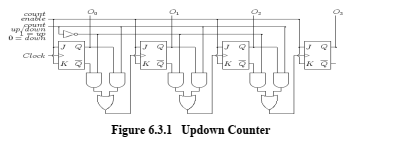 count
enable
count
up/down
1 = up
0 = down
Clock
O₀ O₁ O₂ O₃
J Q J Q J Q J Q
K Q̅ K Q̅ K Q̅ K Q̅
Figure 6.3.1 Updown Counter